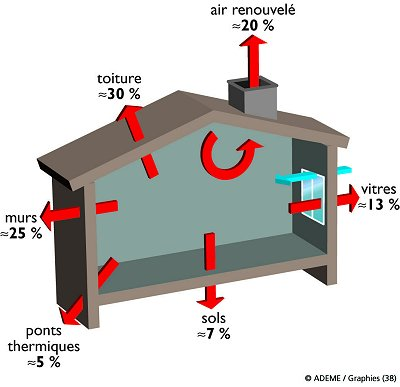 air renouvelé
≈20 %
toiture
≈30 %
vitres
≈13 %
murs
≈25 %
sols
≈7 %
ponts
thermiques
≈5 %
© ADEME / Graphies (38)